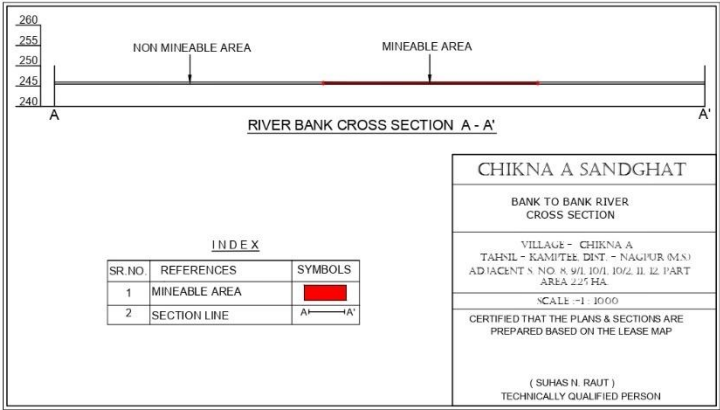 260
255
250
245
240
NON MINEABLE AREA
MINEABLE AREA
A
A'
RIVER BANK CROSS SECTION A - A'
INDEX
SR.NO. REFERENCES SYMBOLS
1 MINEABLE AREA
2 SECTION LINE A A'
CHIKNA A SANDGHAT
BANK TO BANK RIVER
CROSS SECTION
VILLAGE - CHIKNA A
TAHSIL - KAMPTEE, DIST. - NAGPUR (M.S.)
ADJACENT S. NO. 8, 9/1, 10/1, 10/2, 11, 12, PART
AREA 2.25 HA.
SCALE :-1 : 1000
CERTIFIED THAT THE PLANS & SECTIONS ARE
PREPARED BASED ON THE LEASE MAP
( SUHAS N. RAUT )
TECHNICALLY QUALIFIED PERSON